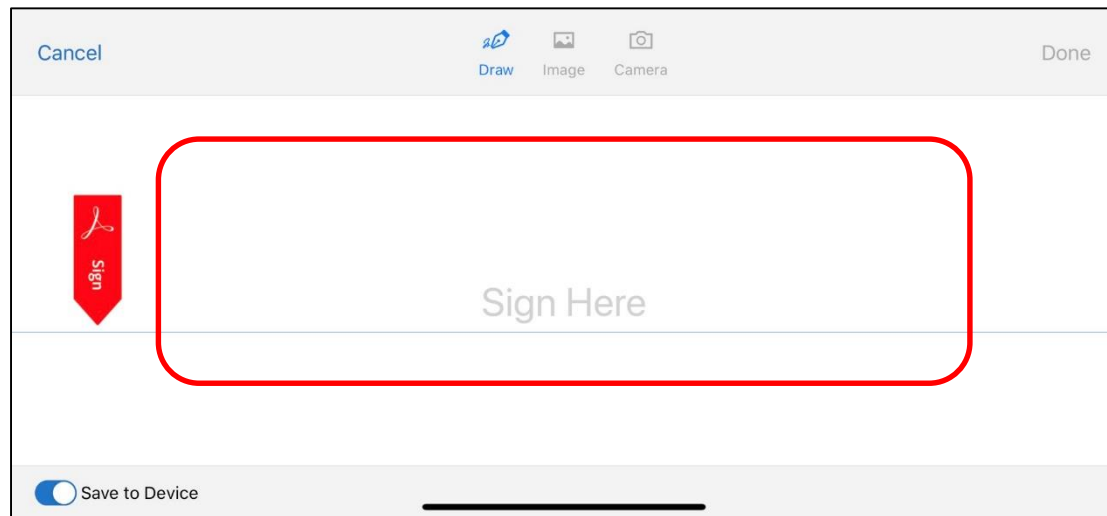 Cancel
Draw Image Camera
Done
Sign
Sign Here
Save to Device